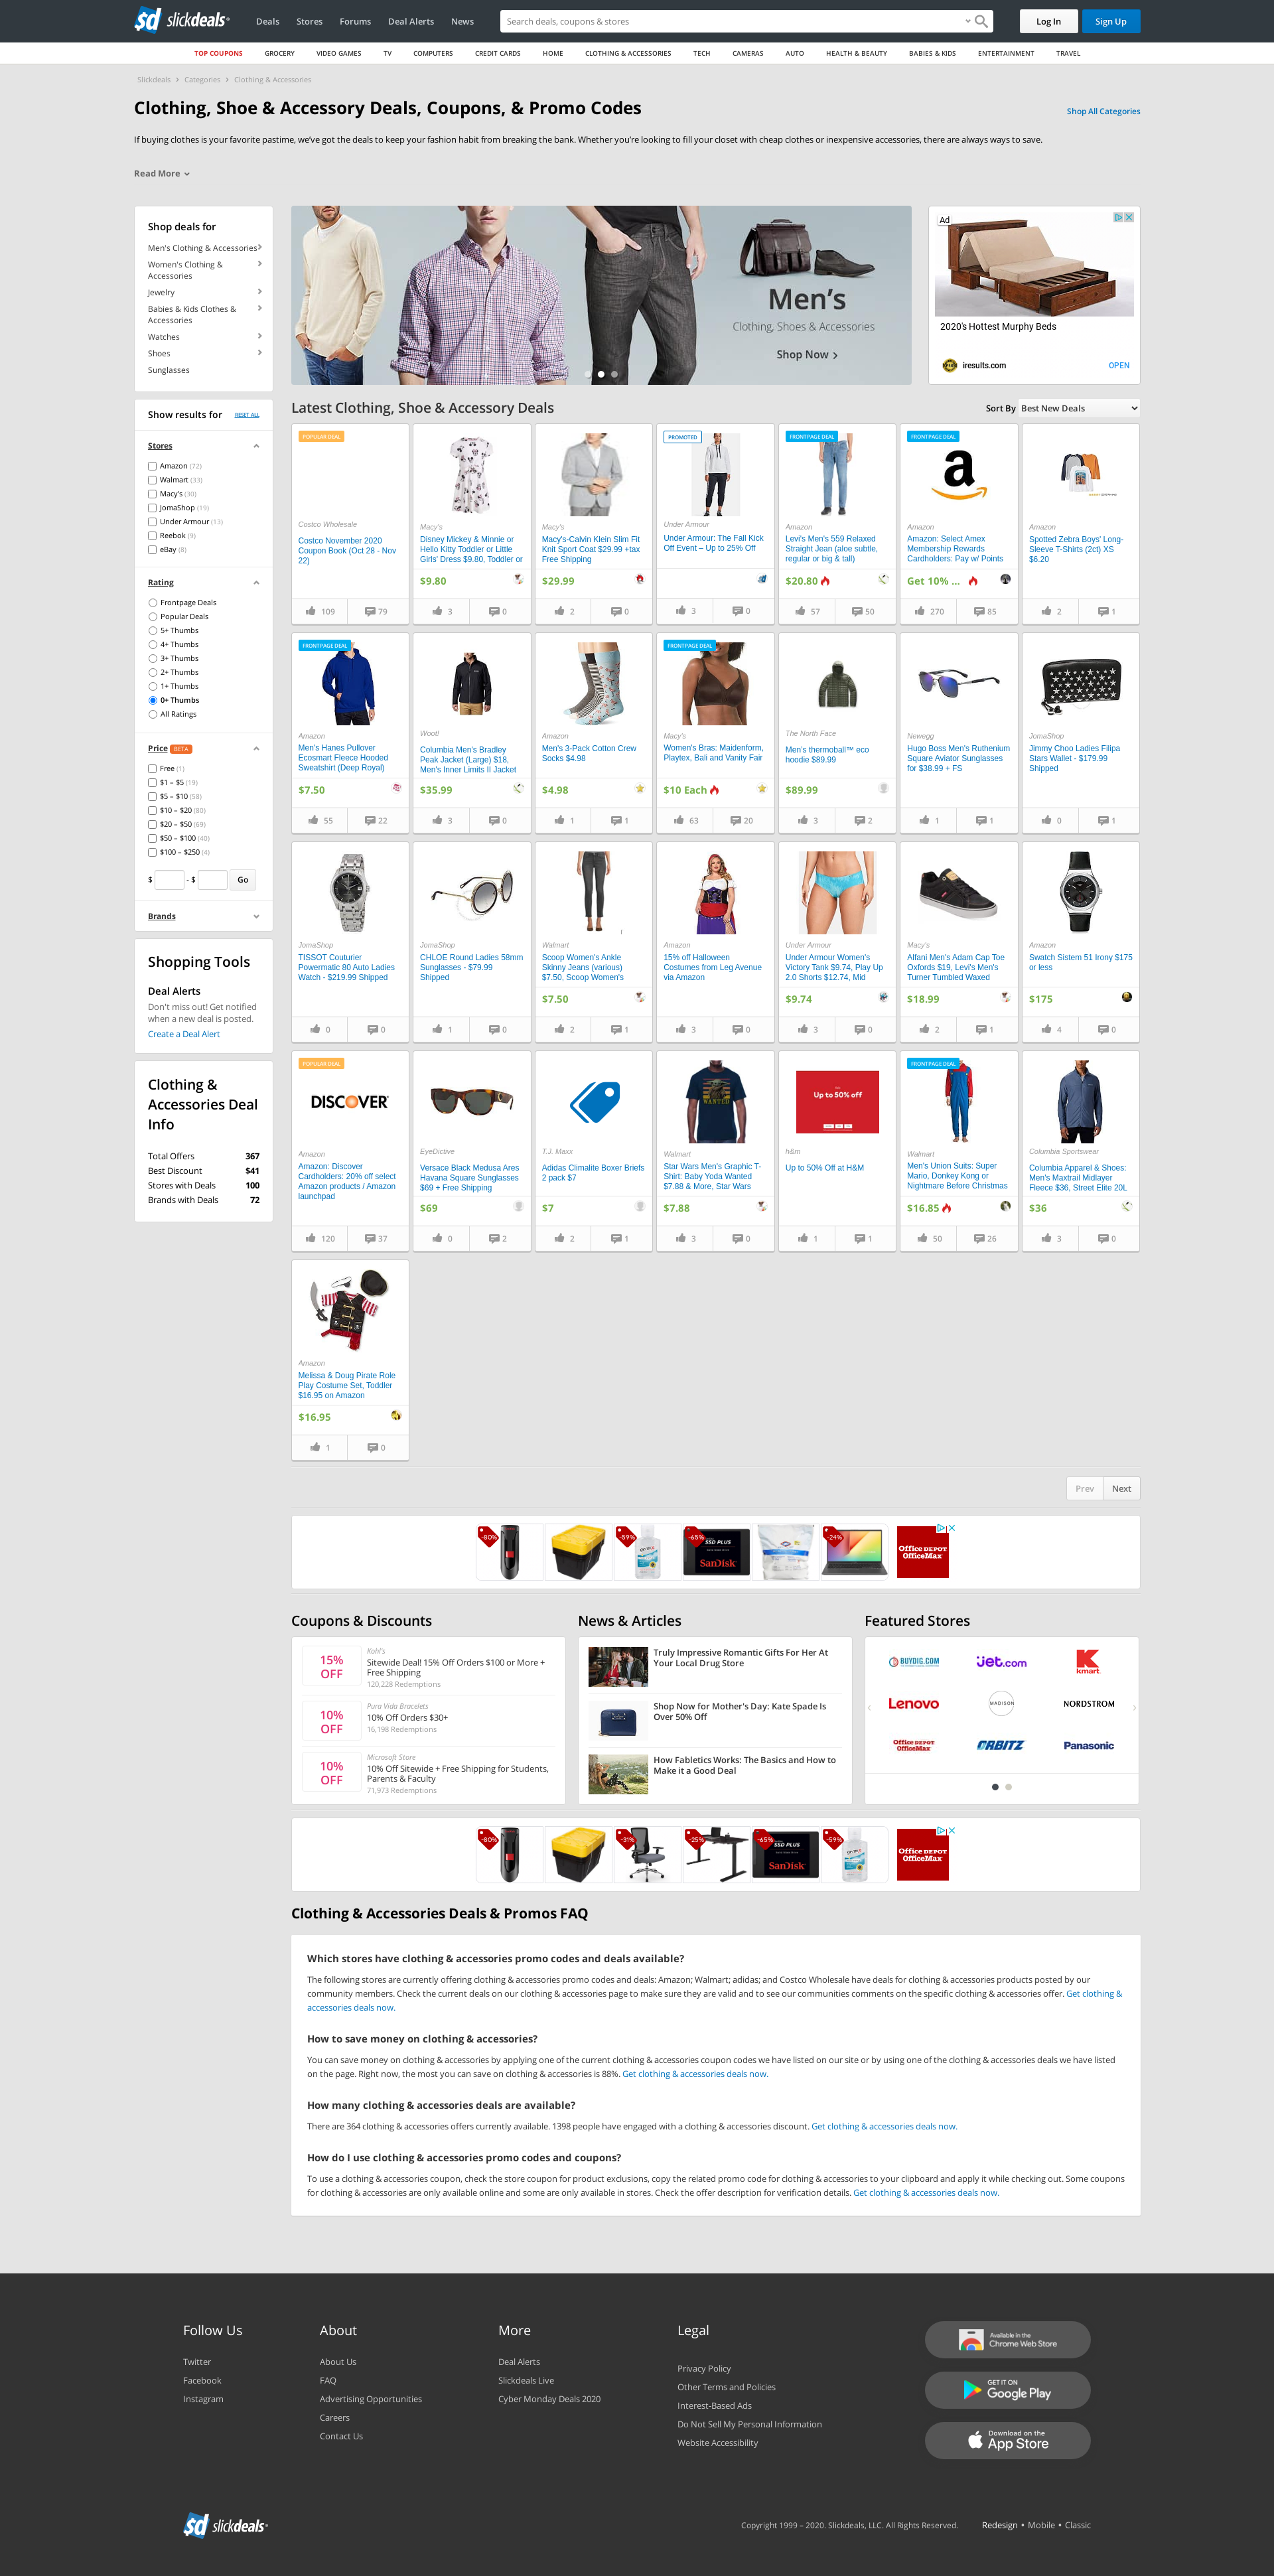 slickdeals
Deals
Stores
Forums
Deal Alerts
News
Search deals, coupons & stores
Log In
Sign Up
TOP COUPONS
GROCERY
VIDEO GAMES
TV
COMPUTERS
CREDIT CARDS
HOME
CLOTHING & ACCESSORIES
TECH
CAMERAS
AUTO
HEALTH & BEAUTY
BABIES & KIDS
ENTERTAINMENT
TRAVEL
Slickdeals > Categories > Clothing & Accessories
Clothing, Shoe & Accessory Deals, Coupons, & Promo Codes
Shop All Categories
If buying clothes is your favorite pastime, we've got the deals to keep your fashion habit from breaking the bank. Whether you're looking to fill your closet with cheap clothes or inexpensive accessories, there are always ways to save.
Read More
Shop deals for
Men's Clothing & Accessories
Women's Clothing &
Accessories
Jewelry
Babies & Kids Clothes &
Accessories
Watches
Shoes
Sunglasses
Men's
Clothing, Shoes & Accessories
Shop Now
Ad
2020's Hottest Murphy Beds
iresults.com
OPEN
Show results for
RESET ALL
Stores
Amazon (72)
Walmart (33)
Macy's (30)
JomaShop (19)
Under Armour (13)
Reebok (9)
eBay (8)
Rating
Frontpage Deals
Popular Deals
5+ Thumbs
4+ Thumbs
3+ Thumbs
2+ Thumbs
1+ Thumbs
0+ Thumbs
All Ratings
Price BETA
Free (1)
$1 – $5 (19)
$5 – $10 (58)
$10 – $20 (80)
$20 – $50 (69)
$50 – $100 (40)
$100 – $250 (4)
$ - $ Go
Brands
Shopping Tools
Deal Alerts
Don't miss out! Get notified
when a new deal is posted.
Create a Deal Alert
Clothing &
Accessories Deal
Info
Total Offers 367
Best Discount $41
Stores with Deals 100
Brands with Deals 72
Latest Clothing, Shoe & Accessory Deals
Sort By Best New Deals
POPULAR DEAL
Costco Wholesale
Costco November 2020
Coupon Book (Oct 28 - Nov
22)
109 79
Macy's
Disney Mickey & Minnie or
Hello Kitty Toddler or Little
Girls' Dress $9.80, Toddler or
$9.80
3 0
Macy's
Macy's-Calvin Klein Slim Fit
Knit Sport Coat $29.99 +tax
Free Shipping
$29.99
2 0
PROMOTED
Under Armour
Under Armour: The Fall Kick
Off Event – Up to 25% Off
3 0
FRONTPAGE DEAL
Amazon
Levi's Men's 559 Relaxed
Straight Jean (aloe subtle,
regular or big & tall)
$20.80
57 50
FRONTPAGE DEAL
a
Amazon
Amazon: Select Amex
Membership Rewards
Cardholders: Pay w/ Points
Get 10% ...
270 85
Amazon
Spotted Zebra Boys' Long-
Sleeve T-Shirts (2ct) XS
$6.20
2 1
FRONTPAGE DEAL
Amazon
Men's Hanes Pullover
Ecosmart Fleece Hooded
Sweatshirt (Deep Royal)
$7.50
55 22
Woot!
Columbia Men's Bradley
Peak Jacket (Large) $18,
Men's Inner Limits II Jacket
$35.99
3 0
Amazon
Men's 3-Pack Cotton Crew
Socks $4.98
$4.98
1 1
FRONTPAGE DEAL
Macy's
Women's Bras: Maidenform,
Playtex, Bali and Vanity Fair
$10 Each
63 20
The North Face
Men's thermoball™ eco
hoodie $89.99
$89.99
3 2
Newegg
Hugo Boss Men's Ruthenium
Square Aviator Sunglasses
for $38.99 + FS
1 1
JomaShop
Jimmy Choo Ladies Filipa
Stars Wallet - $179.99
Shipped
0 1
JomaShop
TISSOT Couturier
Powermatic 80 Auto Ladies
Watch - $219.99 Shipped
0 0
JomaShop
CHLOE Round Ladies 58mm
Sunglasses - $79.99
Shipped
1 0
Walmart
Scoop Women's Ankle
Skinny Jeans (various)
$7.50, Scoop Women's
$7.50
2 1
Amazon
15% off Halloween
Costumes from Leg Avenue
via Amazon
3 0
Under Armour
Under Armour Women's
Victory Tank $9.74, Play Up
2.0 Shorts $12.74, Mid
$9.74
3 0
Macy's
Alfani Men's Adam Cap Toe
Oxfords $19, Levi's Men's
Turner Tumbled Waxed
$18.99
2 1
Amazon
Swatch Sistem 51 Irony $175
or less
$175
4 0
POPULAR DEAL
DISCOVER
Amazon
Amazon: Discover
Cardholders: 20% off select
Amazon products / Amazon
launchpad
120 37
EyeDictive
Versace Black Medusa Ares
Havana Square Sunglasses
$69 + Free Shipping
$69
0 2
T.J. Maxx
Adidas Climalite Boxer Briefs
2 pack $7
$7
2 1
WANTED
Walmart
Star Wars Men's Graphic T-
Shirt: Baby Yoda Wanted
$7.88 & More, Star Wars
$7.88
3 0
Up to 50% off
h&m
Up to 50% Off at H&M
1 1
FRONTPAGE DEAL
Walmart
Men's Union Suits: Super
Mario, Donkey Kong or
Nightmare Before Christmas
$16.85
50 26
Columbia Sportswear
Columbia Apparel & Shoes:
Men's Maxtrail Midlayer
Fleece $36, Street Elite 20L
$36
3 0
Amazon
Melissa & Doug Pirate Role
Play Costume Set, Toddler
$16.95 on Amazon
$16.95
1 0
Prev
Next
-80%
-59%
-65%
SSD PLUS
SanDisk
-24%
Office DEPOT
OfficeMax
Coupons & Discounts
15%
OFF
Kohl's
Sitewide Deal! 15% Off Orders $100 or More +
Free Shipping
120,228 Redemptions
10%
OFF
Pura Vida Bracelets
10% Off Orders $30+
16,198 Redemptions
10%
OFF
Microsoft Store
10% Off Sitewide + Free Shipping for Students,
Parents & Faculty
71,973 Redemptions
News & Articles
Truly Impressive Romantic Gifts For Her At
Your Local Drug Store
Shop Now for Mother's Day: Kate Spade Is
Over 50% Off
How Fabletics Works: The Basics and How to
Make it a Good Deal
Featured Stores
BUYDIG.COM
jet.com
kmart
Lenovo
MADISON
NORDSTROM
Office DEPOT
OfficeMax
ORBITZ
Panasonic
-80%
-31%
-25%
-65%
SSD PLUS
SanDisk
-59%
Office DEPOT
OfficeMax
Clothing & Accessories Deals & Promos FAQ
Which stores have clothing & accessories promo codes and deals available?
The following stores are currently offering clothing & accessories promo codes and deals: Amazon; Walmart; adidas; and Costco Wholesale have deals for clothing & accessories products posted by our
community members. Check the current deals on our clothing & accessories page to make sure they are valid and to see our communities comments on the specific clothing & accessories offer. Get clothing &
accessories deals now.
How to save money on clothing & accessories?
You can save money on clothing & accessories by applying one of the current clothing & accessories coupon codes we have listed on our site or by using one of the clothing & accessories deals we have listed
on the page. Right now, the most you can save on clothing & accessories is 88%. Get clothing & accessories deals now.
How many clothing & accessories deals are available?
There are 364 clothing & accessories offers currently available. 1398 people have engaged with a clothing & accessories discount. Get clothing & accessories deals now.
How do I use clothing & accessories promo codes and coupons?
To use a clothing & accessories coupon, check the store coupon for product exclusions, copy the related promo code for clothing & accessories to your clipboard and apply it while checking out. Some coupons
for clothing & accessories are only available online and some are only available in stores. Check the offer description for verification details. Get clothing & accessories deals now.
Follow Us
Twitter
Facebook
Instagram
About
About Us
FAQ
Advertising Opportunities
Careers
Contact Us
More
Deal Alerts
Slickdeals Live
Cyber Monday Deals 2020
Legal
Privacy Policy
Other Terms and Policies
Interest-Based Ads
Do Not Sell My Personal Information
Website Accessibility
Available in the
Chrome Web Store
GET IT ON
Google Play
Download on the
App Store
slickdeals
Copyright 1999 – 2020. Slickdeals, LLC. All Rights Reserved.
Redesign • Mobile • Classic